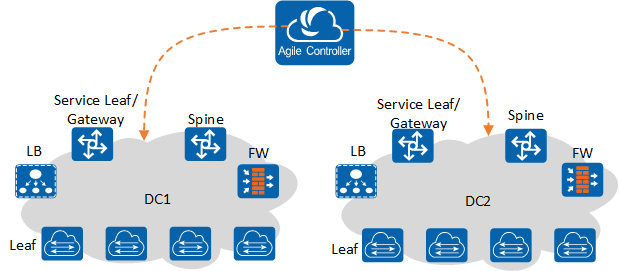 Agile Controller
Service Leaf/
Gateway
Spine
LB
FW
DC1
Leaf
Service Leaf/
Gateway
Spine
LB
FW
DC2
Leaf